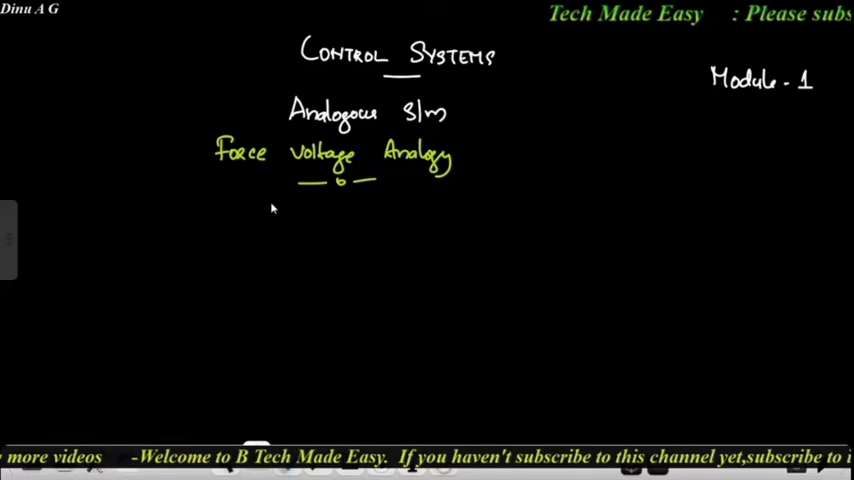 Dinu A G
Tech Made Easy : Please subs
CONTROL SYSTEMS
Module - 1
Analogous S/m
Force Voltage Analogy
more videos -Welcome to B Tech Made Easy. If you haven't subscribe to this channel yet,subscribe to